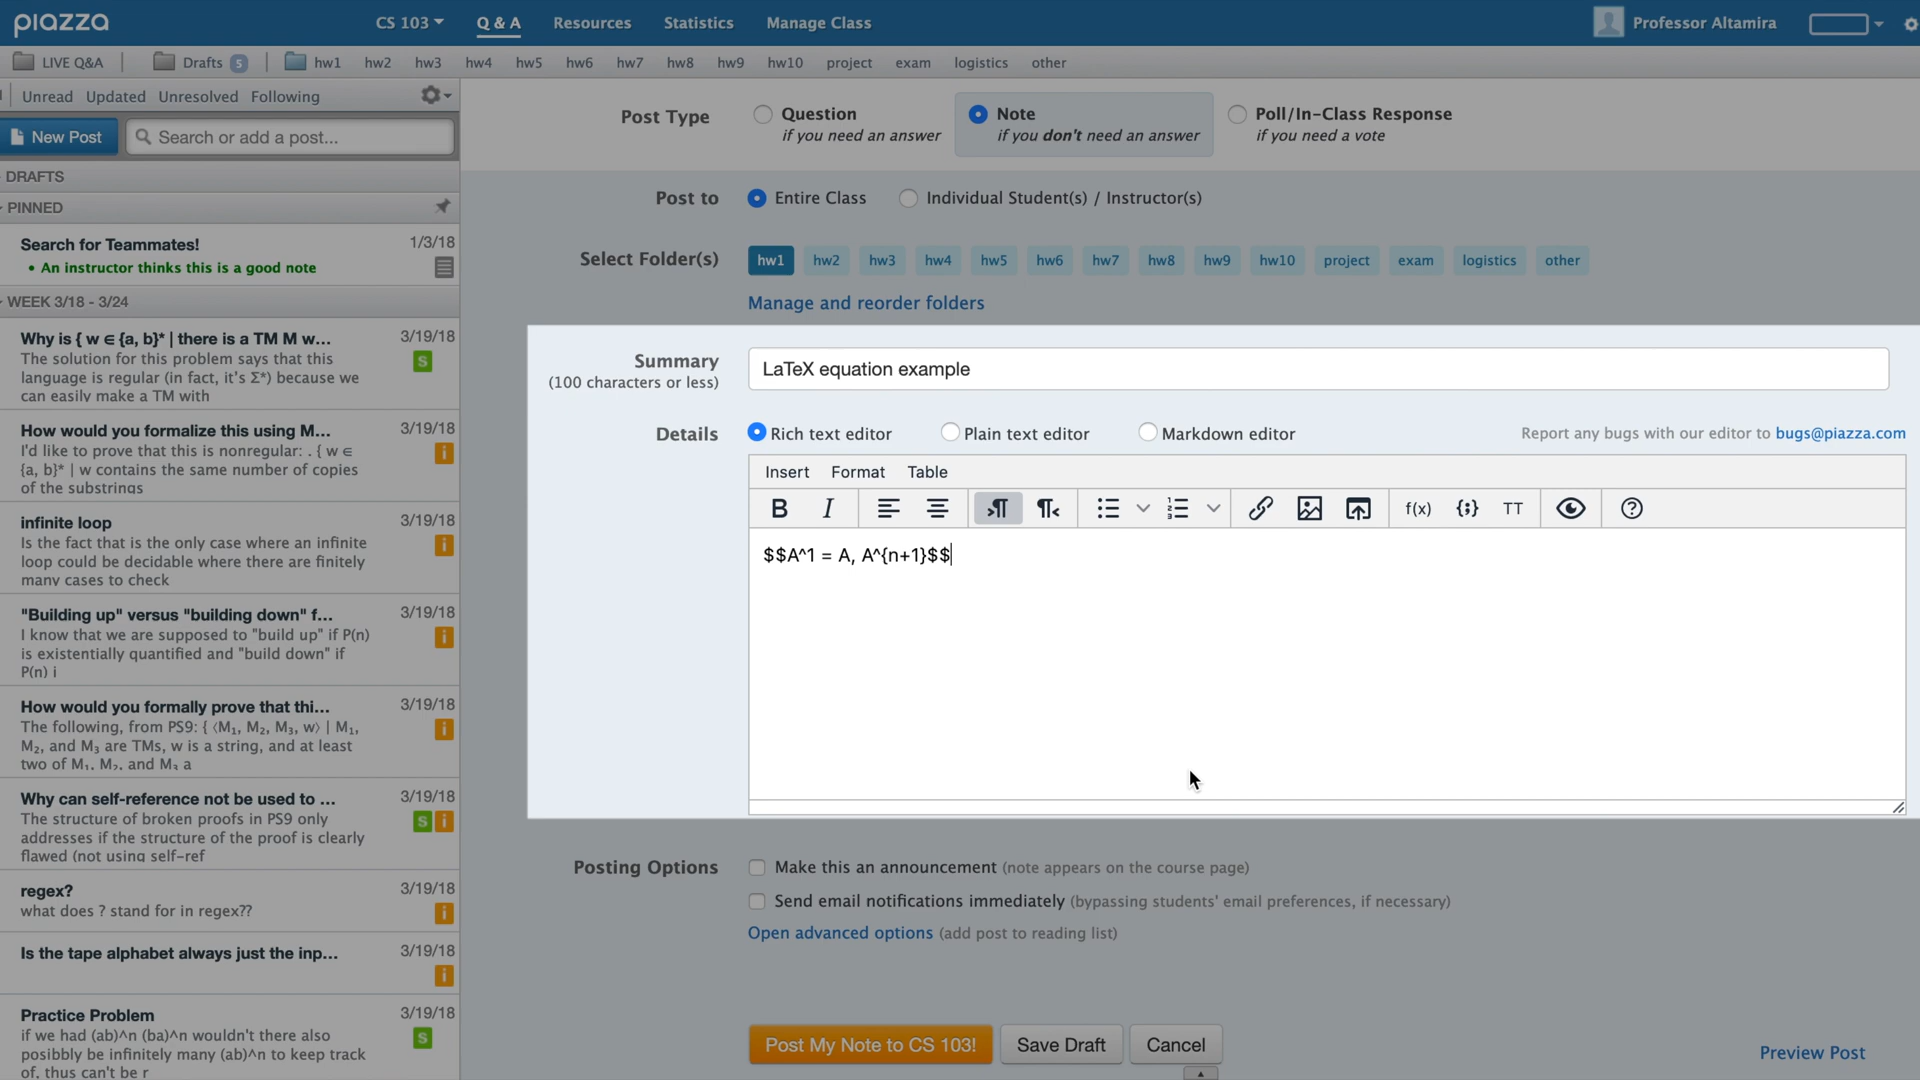 piazza
CS 103 Q & A Resources Statistics Manage Class Professor Altamira
LIVE Q&A Drafts 5 hw1 hw2 hw3 hw4 hw5 hw6 hw7 hw8 hw9 hw10 project exam logistics other
Unread Updated Unresolved Following
New Post Search or add a post...
DRAFTS
PINNED
Search for Teammates! 1/3/18
• An instructor thinks this is a good note
WEEK 3/18 - 3/24
Why is { w ∈ {a, b}* | there is a TM M w... 3/19/18
The solution for this problem says that this
language is regular (in fact, it's Σ*) because we
can easily make a TM with
S
How would you formalize this using M... 3/19/18
I'd like to prove that this is nonregular: . { w ∈
{a, b}* | w contains the same number of copies
of the substrings
i
infinite loop 3/19/18
Is the fact that is the only case where an infinite
loop could be decidable where there are finitely
many cases to check
i
"Building up" versus "building down" f... 3/19/18
I know that we are supposed to "build up" if P(n)
is existentially quantified and "build down" if
P(n) i
i
How would you formally prove that thi... 3/19/18
The following, from PS9: { ⟨M₁, M₂, M₃, w⟩ | M₁,
M₂, and M₃ are TMs, w is a string, and at least
two of M₁, M₂, and M₃ a
i
Why can self-reference not be used to ... 3/19/18
The structure of broken proofs in PS9 only
addresses if the structure of the proof is clearly
flawed (not using self-ref
S i
regex? 3/19/18
what does ? stand for in regex??
i
Is the tape alphabet always just the inp... 3/19/18
i
Practice Problem 3/19/18
if we had (ab)^n (ba)^n wouldn't there also
posibbly be infinitely many (ab)^n to keep track
of, thus can't be r
S
Post Type
Question
if you need an answer
Note
if you don't need an answer
Poll/In-Class Response
if you need a vote
Post to Entire Class Individual Student(s) / Instructor(s)
Select Folder(s) hw1 hw2 hw3 hw4 hw5 hw6 hw7 hw8 hw9 hw10 project exam logistics other
Manage and reorder folders
Summary
(100 characters or less)
LaTeX equation example
Details Rich text editor Plain text editor Markdown editor Report any bugs with our editor to bugs@piazza.com
Insert Format Table
B I f(x) {;} TT
$$A^1 = A, A^{n+1}$$
Posting Options Make this an announcement (note appears on the course page)
Send email notifications immediately (bypassing students' email preferences, if necessary)
Open advanced options (add post to reading list)
Post My Note to CS 103! Save Draft Cancel
Preview Post